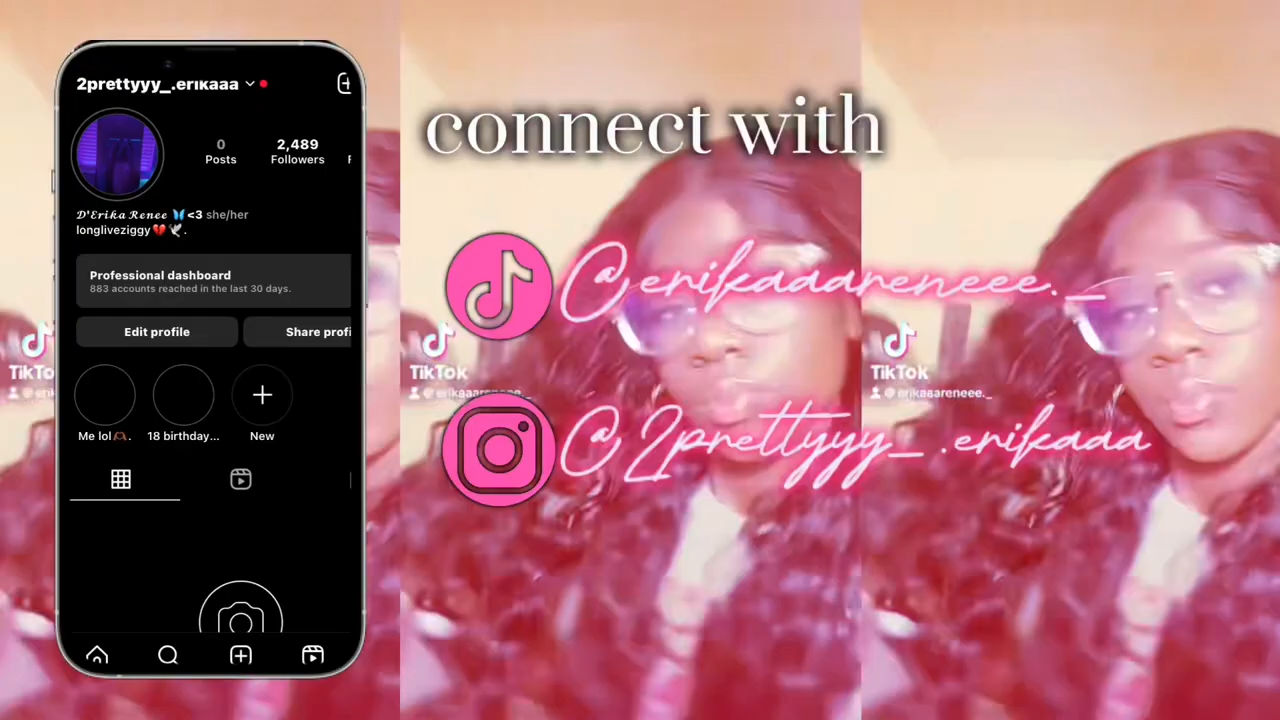 2prettyyy_.erikaaa
0 2,489
Posts Followers
D'Erika Renee 🦋<3 she/her
longliveziggy💔🕊.
Professional dashboard
883 accounts reached in the last 30 days.
Edit profile Share profi
Me lol🫶🏾. 18 birthday... New
connect with
@erikaaareneee._
@2prettyyy_.erikaaa
TikTok
TikTok
@erikaaareneee._
TikTok
@erikaaareneee._